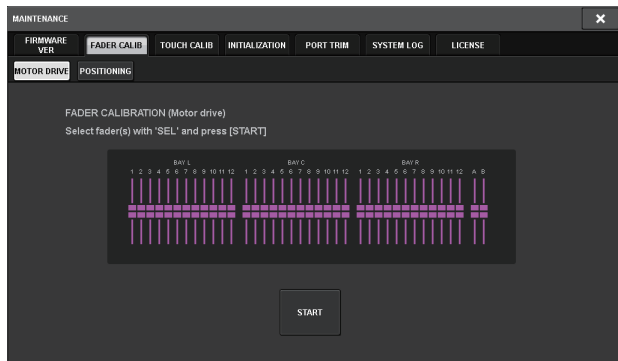 MAINTENANCE
FIRMWARE VER FADER CALIB TOUCH CALIB INITIALIZATION PORT TRIM SYSTEM LOG LICENSE
MOTOR DRIVE POSITIONING
FADER CALIBRATION (Motor drive)
Select fader(s) with 'SEL' and press [START]
BAY L BAY C BAY R
1 2 3 4 5 6 7 8 9 10 11 12 1 2 3 4 5 6 7 8 9 10 11 12 1 2 3 4 5 6 7 8 9 10 11 12 A B
START